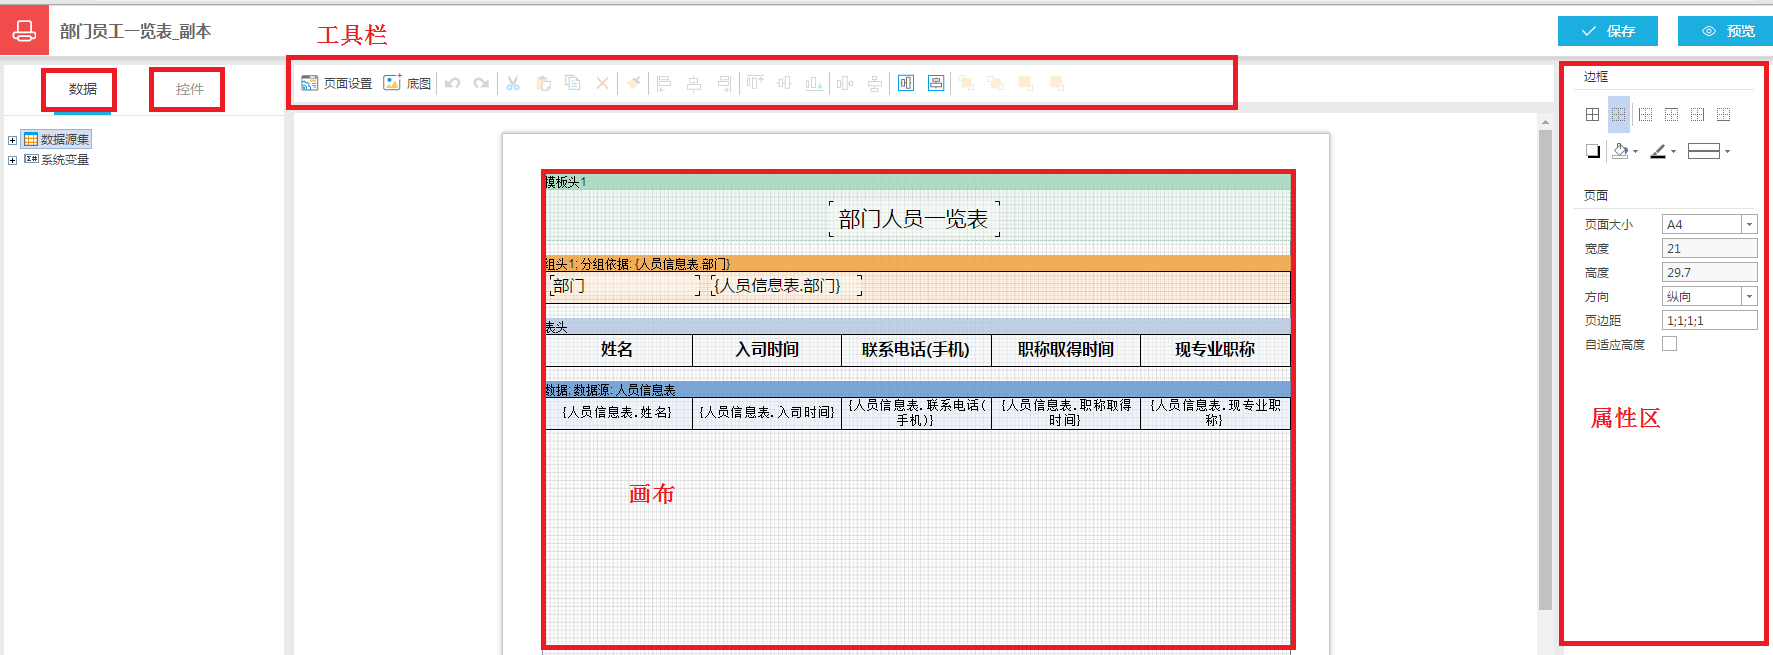 部门员工一览表_副本
工具栏
保存
预览
数据
控件
页面设置
底图
数据源集
系统变量
模板头1
部门人员一览表
组头1; 分组依据: {人员信息表.部门}
部门
{人员信息表.部门}
表头
姓名
入司时间
联系电话(手机)
职称取得时间
现专业职称
数据; 数据源: 人员信息表
{人员信息表.姓名}
{人员信息表.入司时间}
{人员信息表.联系电话(
手机)}
{人员信息表.职称取得
时间}
{人员信息表.现专业职
称}
画布
边框
页面
页面大小 A4
宽度 21
高度 29.7
方向 纵向
页边距 1;1;1;1
自适应高度
属性区